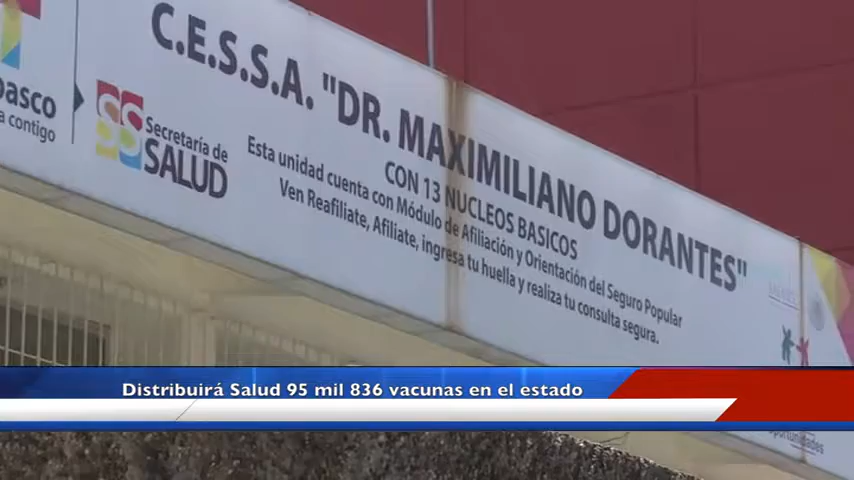 C.E.S.S.A. "DR. MAXIMILIANO DORANTES"
CON 13 NUCLEOS BASICOS
Esta unidad cuenta con Módulo de Afiliación y Orientación del Seguro Popular
Ven Reafiliate, Afiliate, ingresa tu huella y realiza tu consulta segura.
basco
a contigo
Secretaría de
SALUD
Distribuirá Salud 95 mil 836 vacunas en el estado
oportunidades